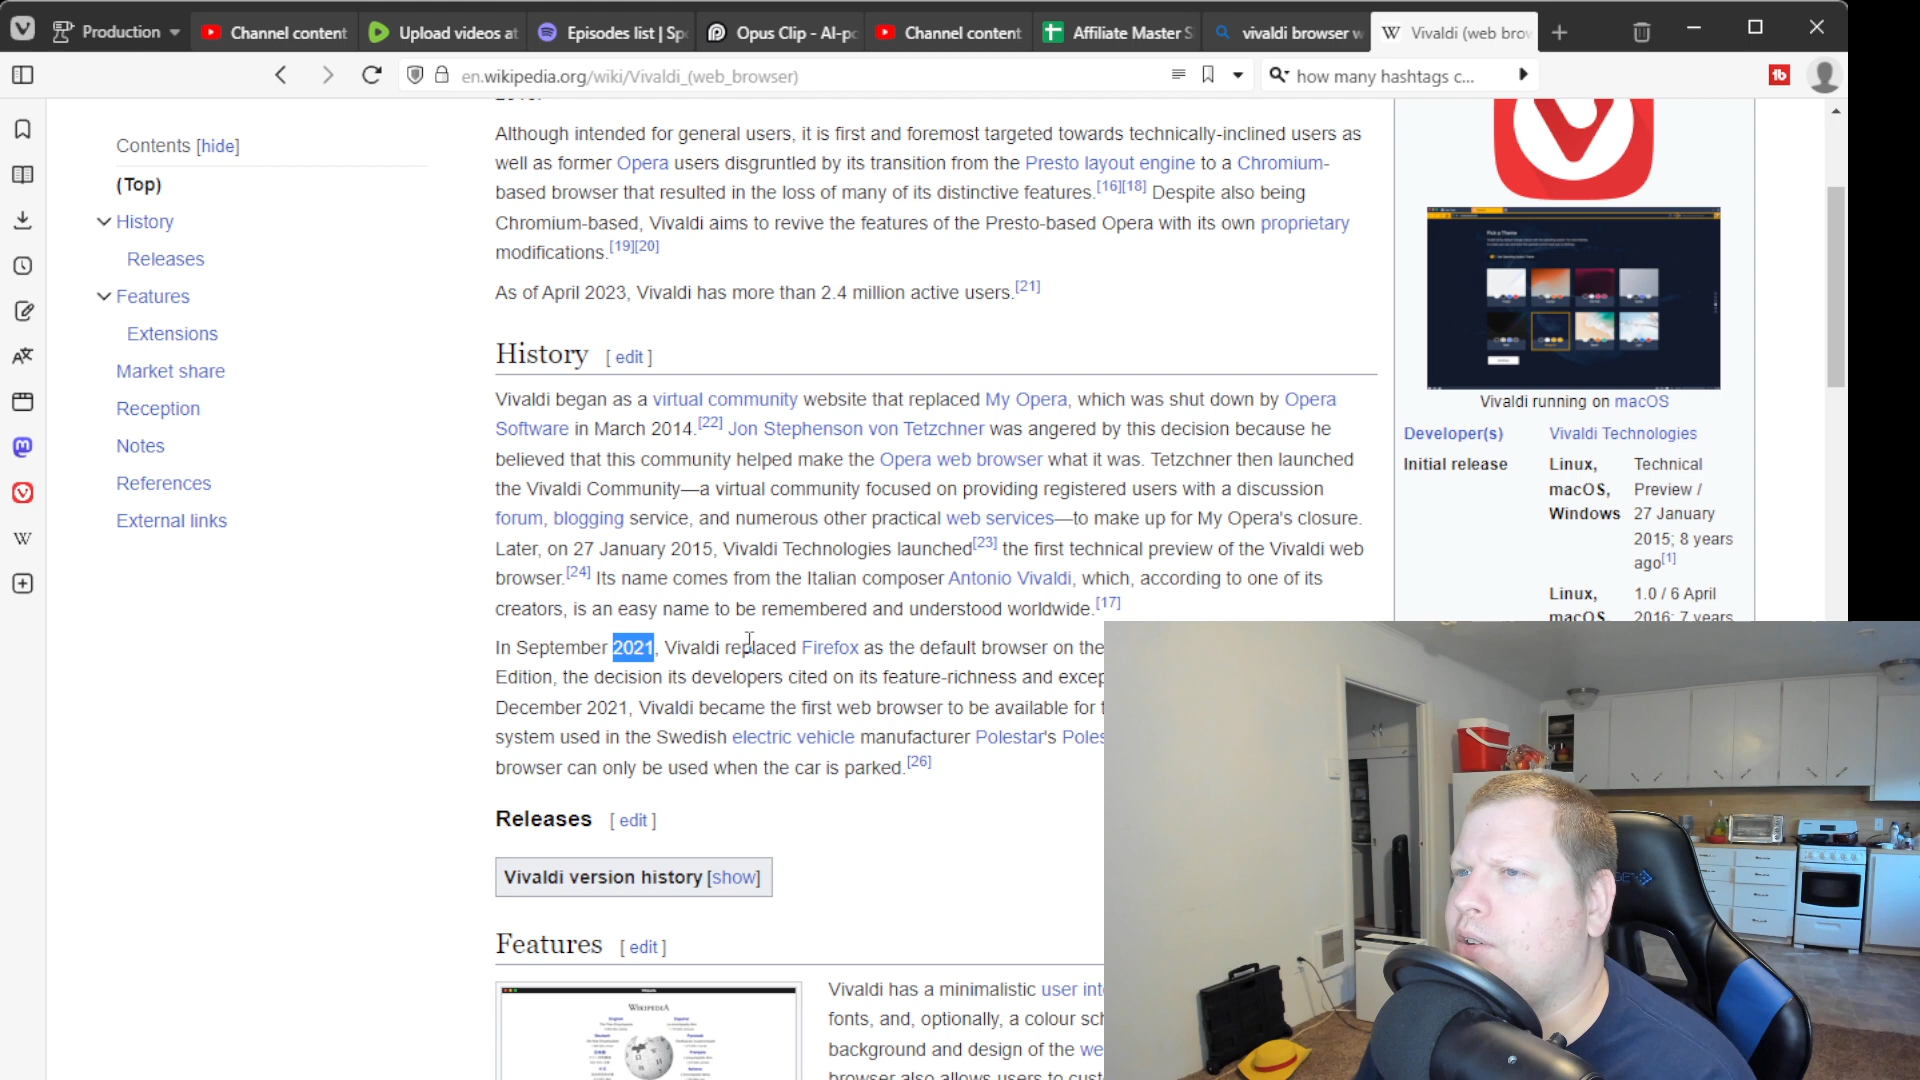 Production
Channel content
Upload videos at
Episodes list | Sp
Opus Clip - AI-po
Channel content
Affiliate Master S
vivaldi browser w
Vivaldi (web brow
en.wikipedia.org/wiki/Vivaldi_(web_browser)
how many hashtags c...
Contents [hide]
(Top)
History
Releases
Features
Extensions
Market share
Reception
Notes
References
External links
Although intended for general users, it is first and foremost targeted towards technically-inclined users as
well as former Opera users disgruntled by its transition from the Presto layout engine to a Chromium-
based browser that resulted in the loss of many of its distinctive features.[16][18] Despite also being
Chromium-based, Vivaldi aims to revive the features of the Presto-based Opera with its own proprietary
modifications.[19][20]
As of April 2023, Vivaldi has more than 2.4 million active users.[21]
History [ edit ]
Vivaldi began as a virtual community website that replaced My Opera, which was shut down by Opera
Software in March 2014.[22] Jon Stephenson von Tetzchner was angered by this decision because he
believed that this community helped make the Opera web browser what it was. Tetzchner then launched
the Vivaldi Community—a virtual community focused on providing registered users with a discussion
forum, blogging service, and numerous other practical web services—to make up for My Opera's closure.
Later, on 27 January 2015, Vivaldi Technologies launched[23] the first technical preview of the Vivaldi web
browser.[24] Its name comes from the Italian composer Antonio Vivaldi, which, according to one of its
creators, is an easy name to be remembered and understood worldwide.[17]
In September 2021, Vivaldi replaced Firefox as the default browser on the
Edition, the decision its developers cited on its feature-richness and excep
December 2021, Vivaldi became the first web browser to be available for t
system used in the Swedish electric vehicle manufacturer Polestar's Poles
browser can only be used when the car is parked.[26]
Releases [ edit ]
Vivaldi version history [show]
Features [ edit ]
WIKIPEDIA
Vivaldi has a minimalistic user int
fonts, and, optionally, a colour sch
background and design of the we
browser also allows users to cust
Pick a Theme
Vivaldi running on macOS
Developer(s) Vivaldi Technologies
Initial release Linux, Technical
macOS, Preview /
Windows 27 January
2015; 8 years
ago[1]
Linux, 1.0 / 6 April
macOS, 2016; 7 years